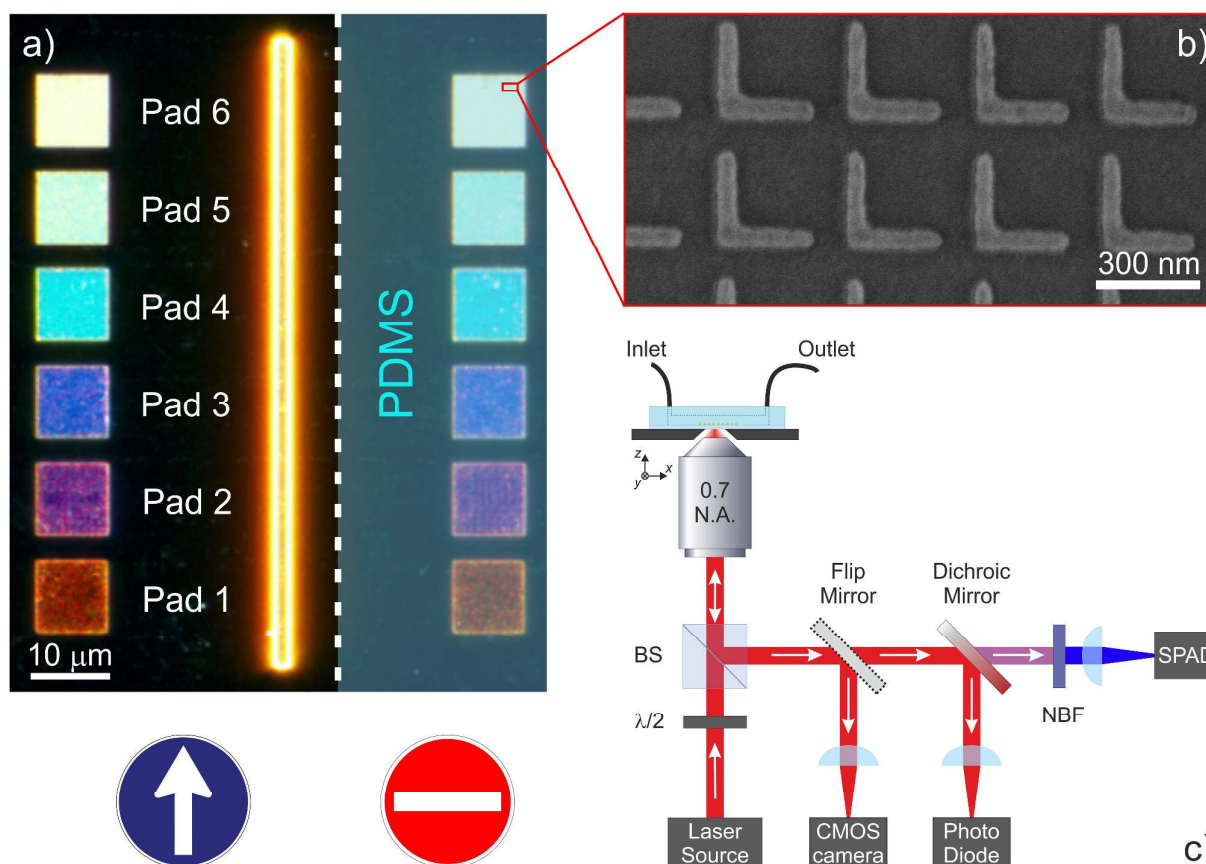 a)
Pad 6
Pad 5
Pad 4
Pad 3
Pad 2
Pad 1
10 μm
PDMS
b)
300 nm
Inlet
Outlet
z
x
y
0.7
N.A.
Flip
Mirror
Dichroic
Mirror
BS
SPAD
NBF
λ/2
Laser
Source
CMOS
camera
Photo
Diode
c)